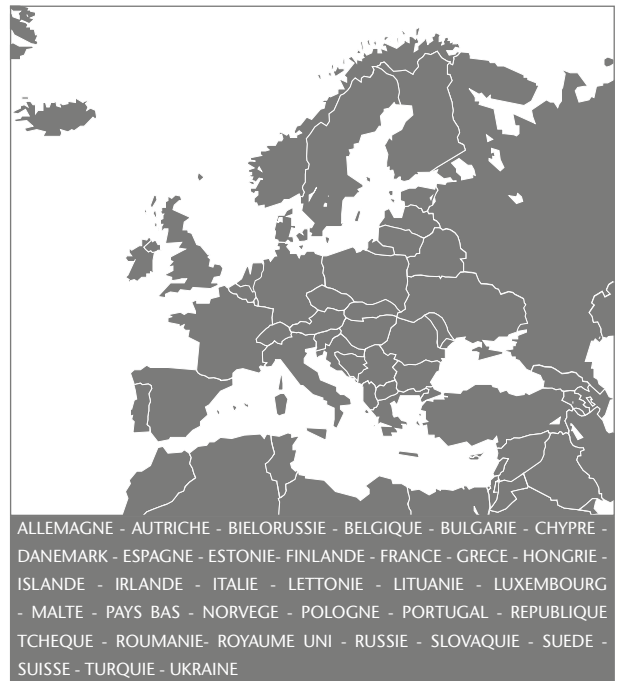 ALLEMAGNE - AUTRICHE - BIELORUSSIE - BELGIQUE - BULGARIE - CHYPRE -
DANEMARK - ESPAGNE - ESTONIE- FINLANDE - FRANCE - GRECE - HONGRIE -
ISLANDE - IRLANDE - ITALIE - LETTONIE - LITUANIE - LUXEMBOURG
- MALTE - PAYS BAS - NORVEGE - POLOGNE - PORTUGAL - REPUBLIQUE
TCHEQUE - ROUMANIE- ROYAUME UNI - RUSSIE - SLOVAQUIE - SUEDE -
SUISSE - TURQUIE - UKRAINE